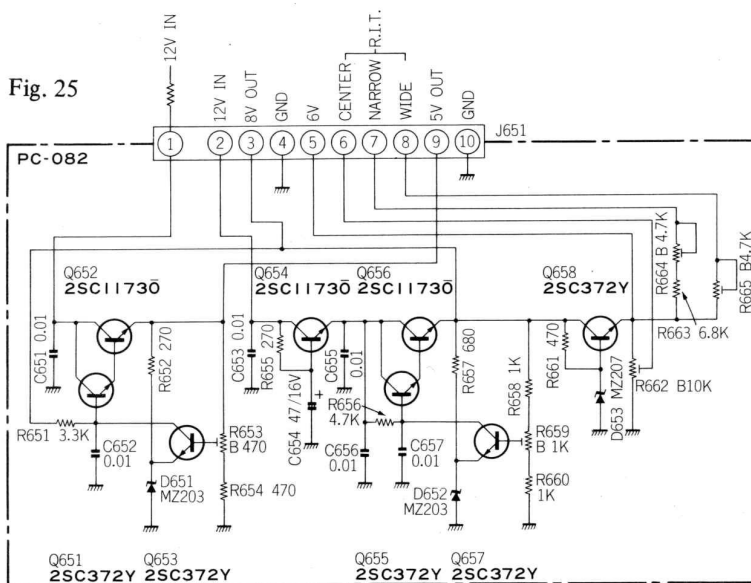 Fig. 25
12V IN
12V IN
8V OUT
GND
6V
CENTER
NARROW
WIDE
R.I.T.
5V OUT
GND
1
2
3
4
5
6
7
8
9
10
J651
PC-082
Q652
2SC1173O
Q654
2SC1173O
Q656
2SC1173O
Q658
2SC372Y
R664 B 4.7K
R665 B4.7K
R663 6.8K
C651 0.01
R652 270
C653 0.01
R655 270
C655 0.01
R657 680
R658 1K
R661 470
D653 MZ207
R662 B10K
R651 3.3K
C652
0.01
D651
MZ203
R653
B 470
R654 470
C654 47/16V
+
R656
4.7K
C656
0.01
C657
0.01
D652
MZ203
R659
B 1K
R660
1K
Q651
2SC372Y
Q653
2SC372Y
Q655
2SC372Y
Q657
2SC372Y